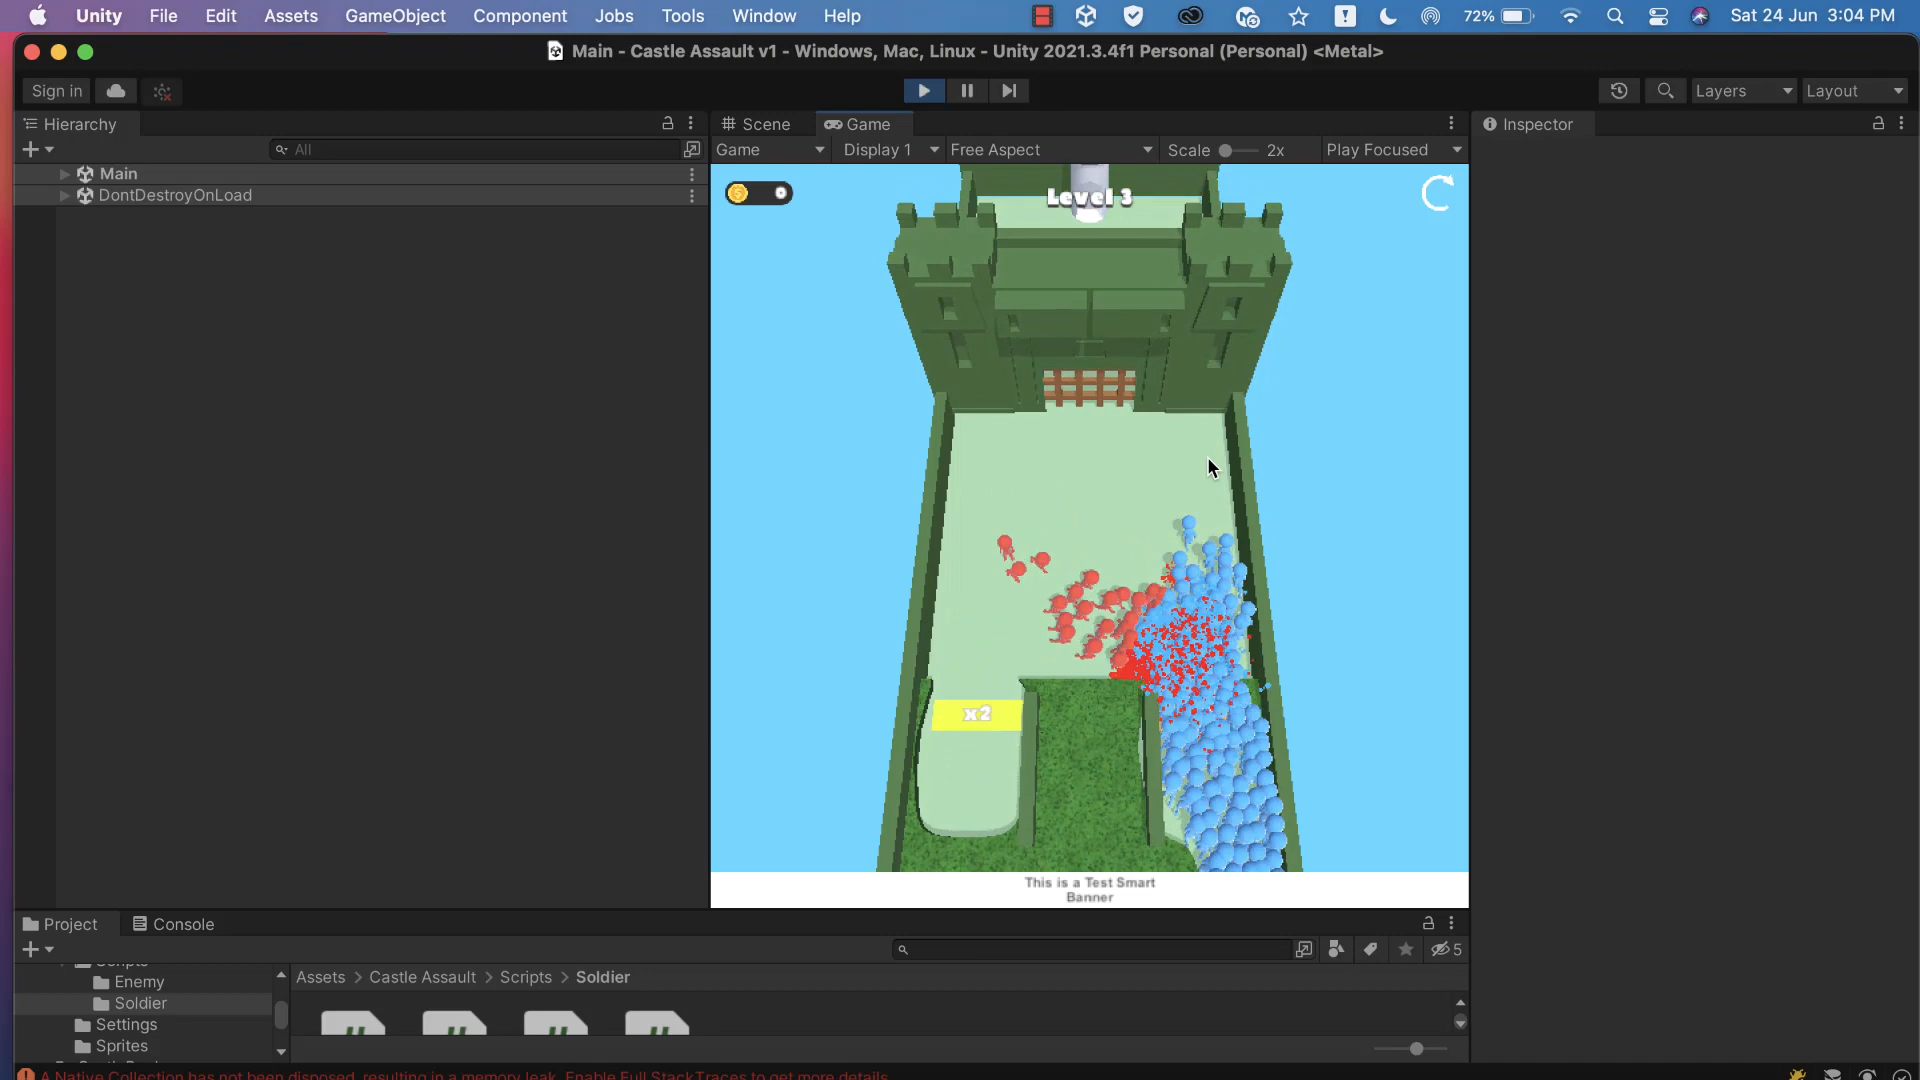 Unity File Edit Assets GameObject Component Jobs Tools Window Help 72% Sat 24 Jun 3:04 PM
Main - Castle Assault v1 - Windows, Mac, Linux - Unity 2021.3.4f1 Personal (Personal) <Metal>
Sign in Layers Layout
Hierarchy Scene Game Inspector
All Game Display 1 Free Aspect Scale 2x Play Focused
Main
DontDestroyOnLoad
Level 3
x2
This is a Test Smart
Banner
Project Console
5
Scripts
Assets > Castle Assault > Scripts > Soldier
Enemy
Soldier
Settings
Sprites
A Native Collection has not been disposed, resulting in a memory leak. Enable Full StackTraces to get more details.